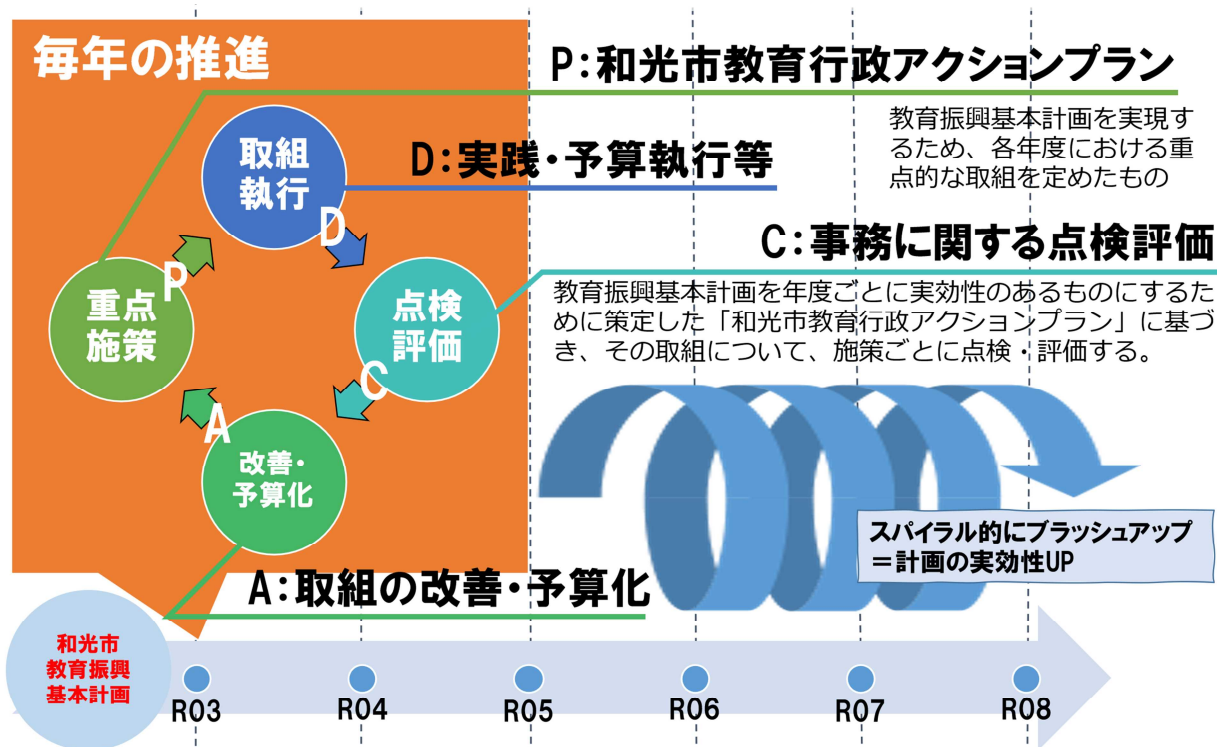 毎年の推進
P:和光市教育行政アクションプラン
教育振興基本計画を実現す
るため、各年度における重
点的な取組を定めたもの
取組
執行
D:実践・予算執行等
D
C:事務に関する点検評価
教育振興基本計画を年度ごとに実効性のあるものにするた
めに策定した「和光市教育行政アクションプラン」に基づ
き、その取組について、施策ごとに点検・評価する。
P
重点
施策
点検
評価
C
A
改善・
予算化
スパイラル的にブラッシュアップ
=計画の実効性UP
A:取組の改善・予算化
和光市
教育振興
基本計画
R03
R04
R05
R06
R07
R08